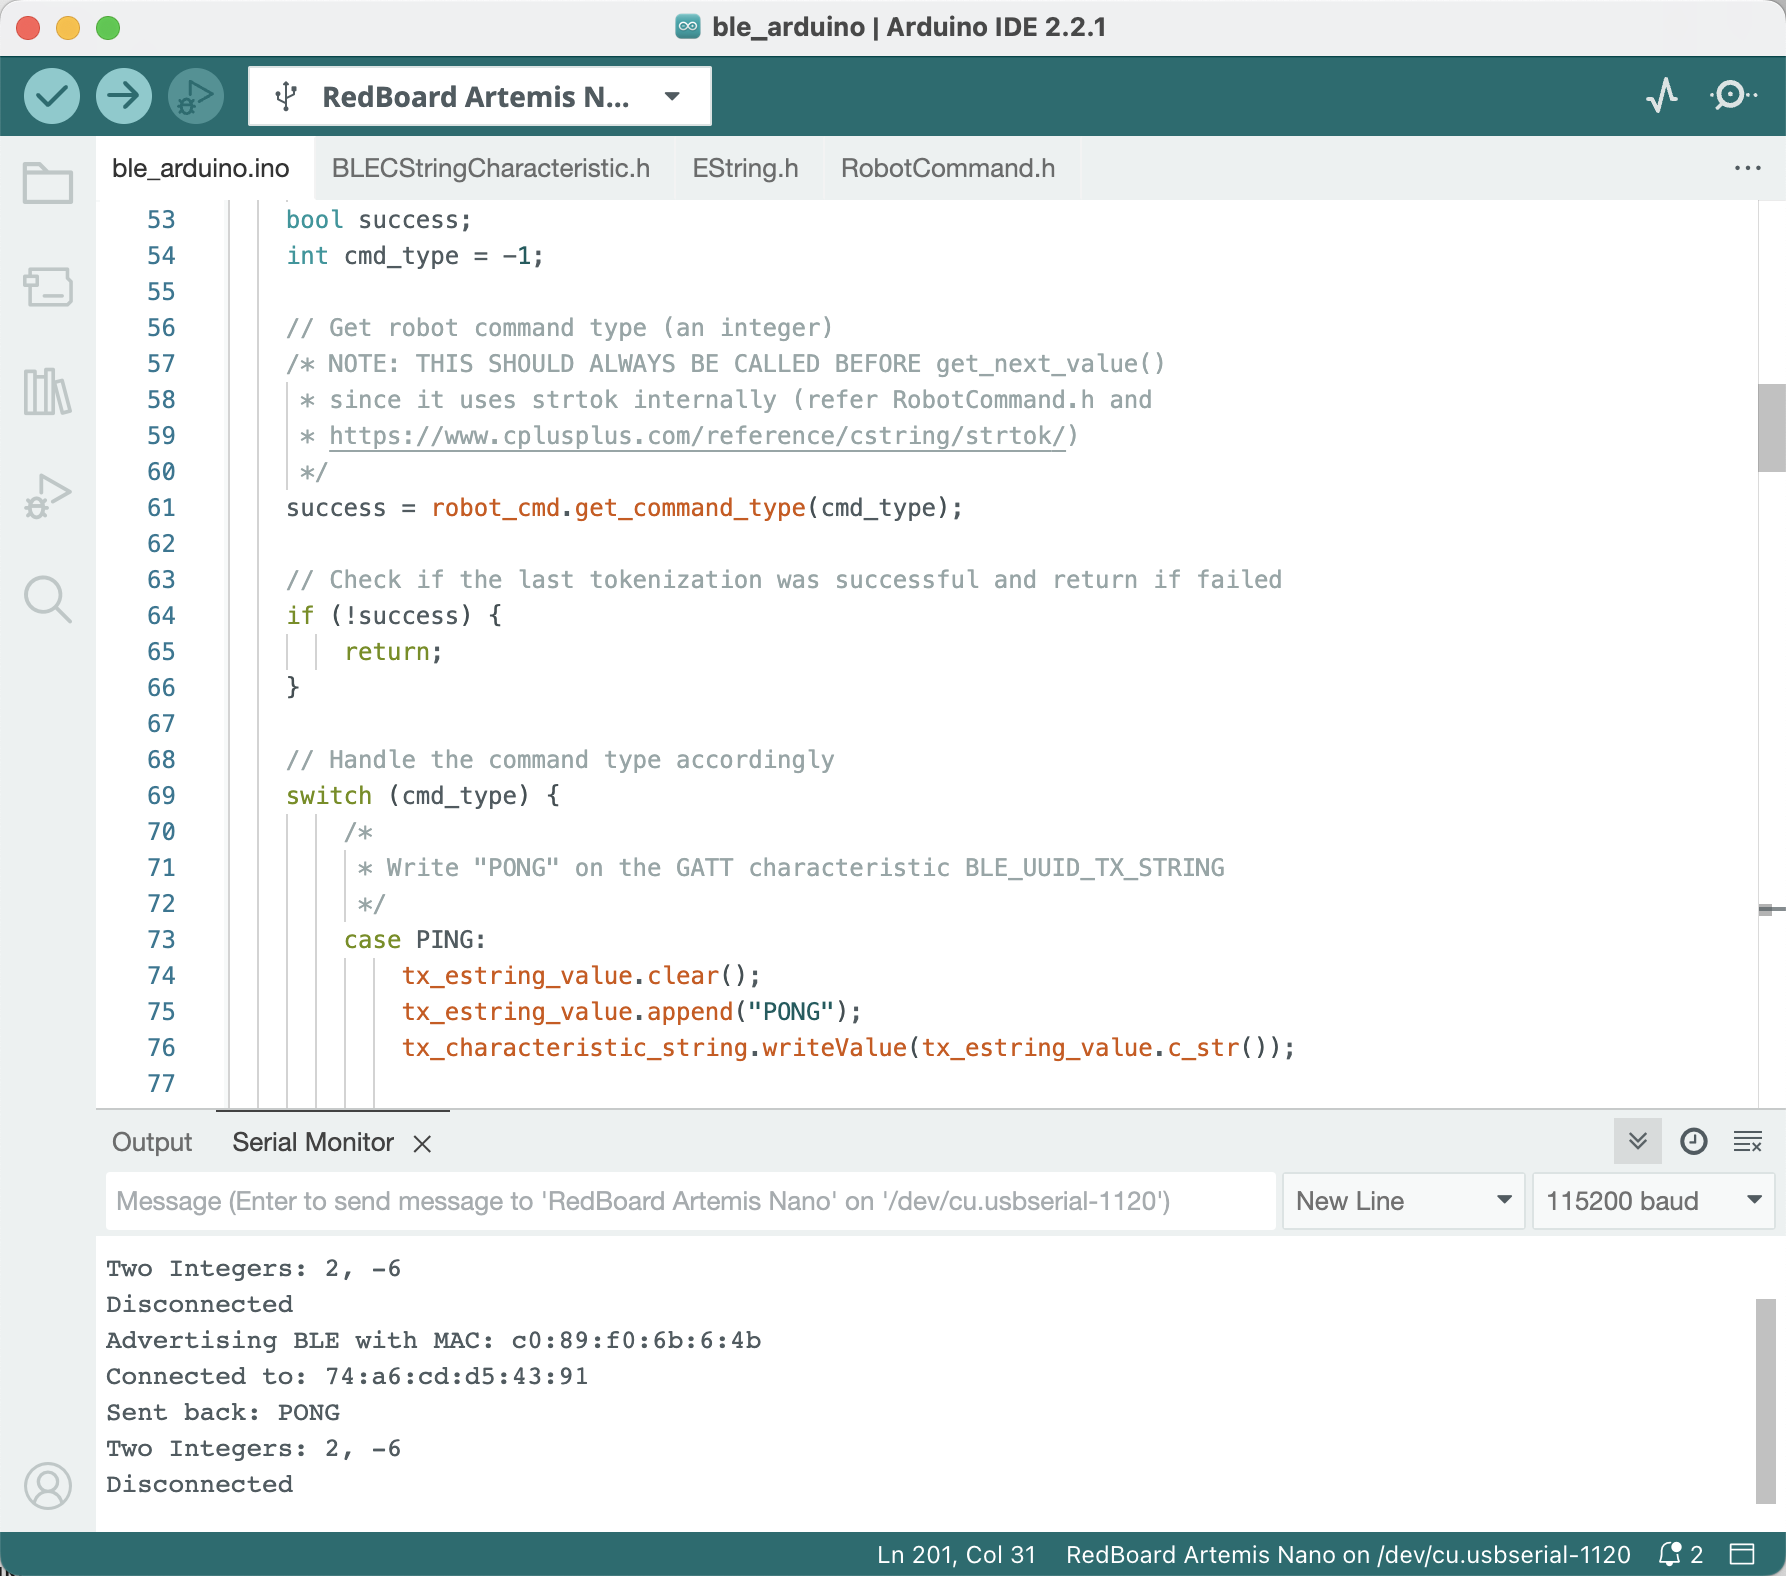 ble_arduino | Arduino IDE 2.2.1
RedBoard Artemis N...
ble_arduino.ino BLECStringCharacteristic.h EString.h RobotCommand.h
53 bool success;
54 int cmd_type = -1;
55
56 // Get robot command type (an integer)
57 /* NOTE: THIS SHOULD ALWAYS BE CALLED BEFORE get_next_value()
58 * since it uses strtok internally (refer RobotCommand.h and
59 * https://www.cplusplus.com/reference/cstring/strtok/)
60 */
61 success = robot_cmd.get_command_type(cmd_type);
62
63 // Check if the last tokenization was successful and return if failed
64 if (!success) {
65 return;
66 }
67
68 // Handle the command type accordingly
69 switch (cmd_type) {
70 /*
71 * Write "PONG" on the GATT characteristic BLE_UUID_TX_STRING
72 */
73 case PING:
74 tx_estring_value.clear();
75 tx_estring_value.append("PONG");
76 tx_characteristic_string.writeValue(tx_estring_value.c_str());
77
Output Serial Monitor
Message (Enter to send message to 'RedBoard Artemis Nano' on '/dev/cu.usbserial-1120') New Line 115200 baud
Two Integers: 2, -6
Disconnected
Advertising BLE with MAC: c0:89:f0:6b:6:4b
Connected to: 74:a6:cd:d5:43:91
Sent back: PONG
Two Integers: 2, -6
Disconnected
Ln 201, Col 31 RedBoard Artemis Nano on /dev/cu.usbserial-1120 2